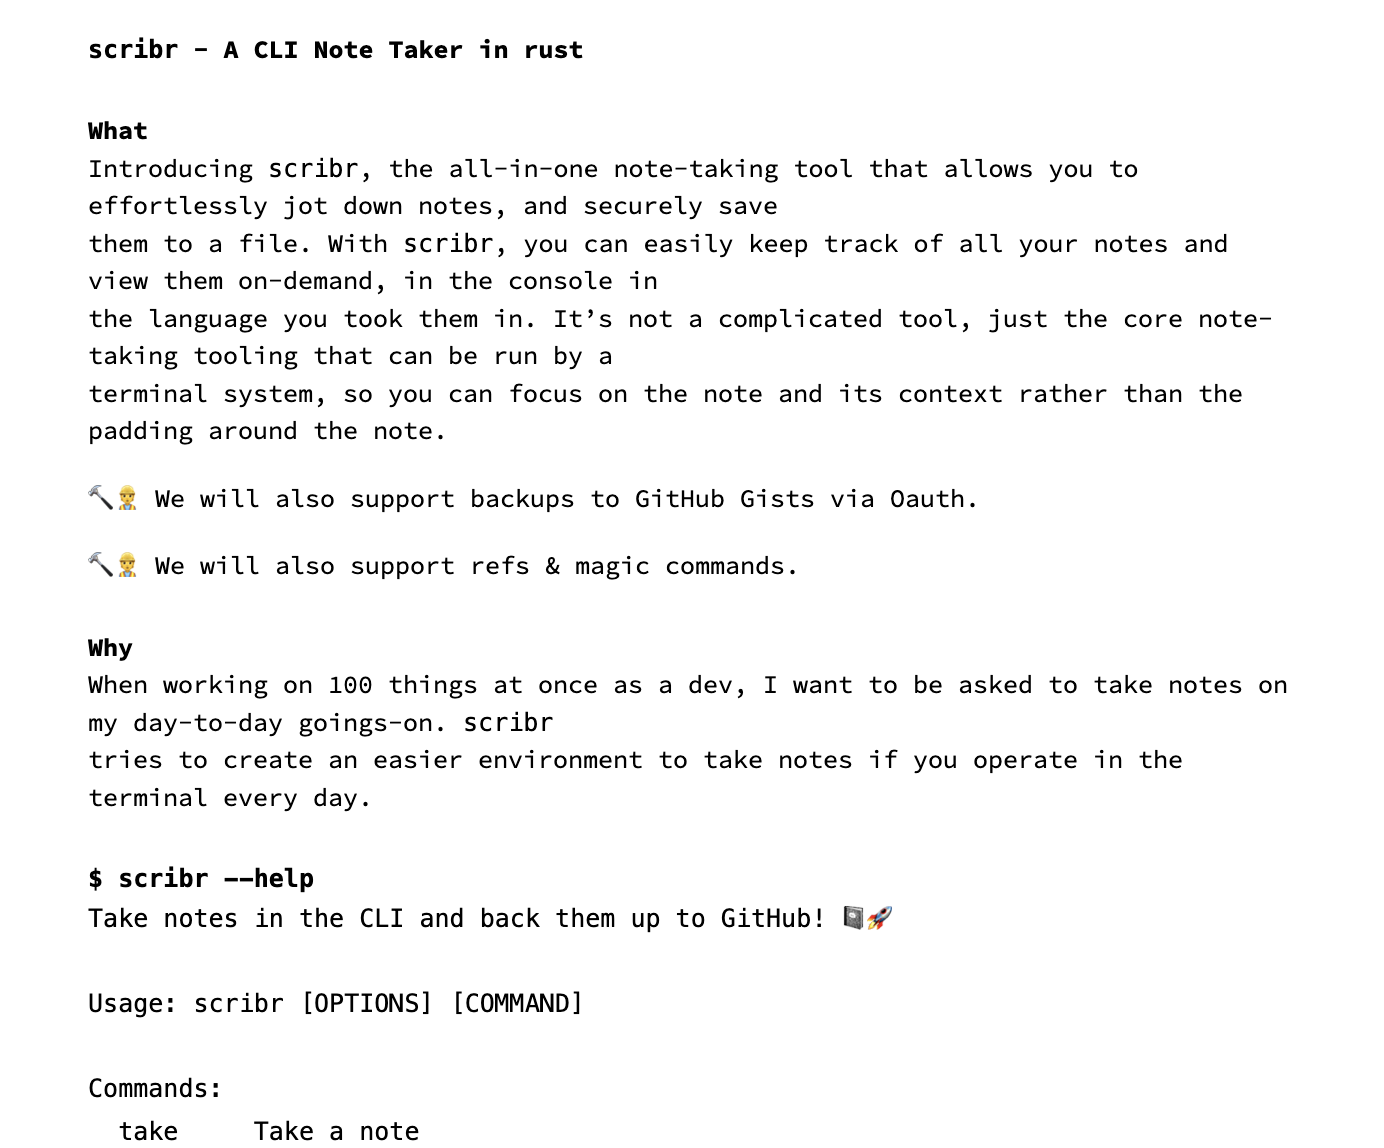 scribr - A CLI Note Taker in rust
What
Introducing scribr, the all-in-one note-taking tool that allows you to
effortlessly jot down notes, and securely save
them to a file. With scribr, you can easily keep track of all your notes and
view them on-demand, in the console in
the language you took them in. It’s not a complicated tool, just the core note-
taking tooling that can be run by a
terminal system, so you can focus on the note and its context rather than the
padding around the note.
🔨👷 We will also support backups to GitHub Gists via Oauth.
🔨👷 We will also support refs & magic commands.
Why
When working on 100 things at once as a dev, I want to be asked to take notes on
my day-to-day goings-on. scribr
tries to create an easier environment to take notes if you operate in the
terminal every day.
$ scribr --help
Take notes in the CLI and back them up to GitHub! 📓🚀
Usage: scribr [OPTIONS] [COMMAND]
Commands:
  take     Take a note